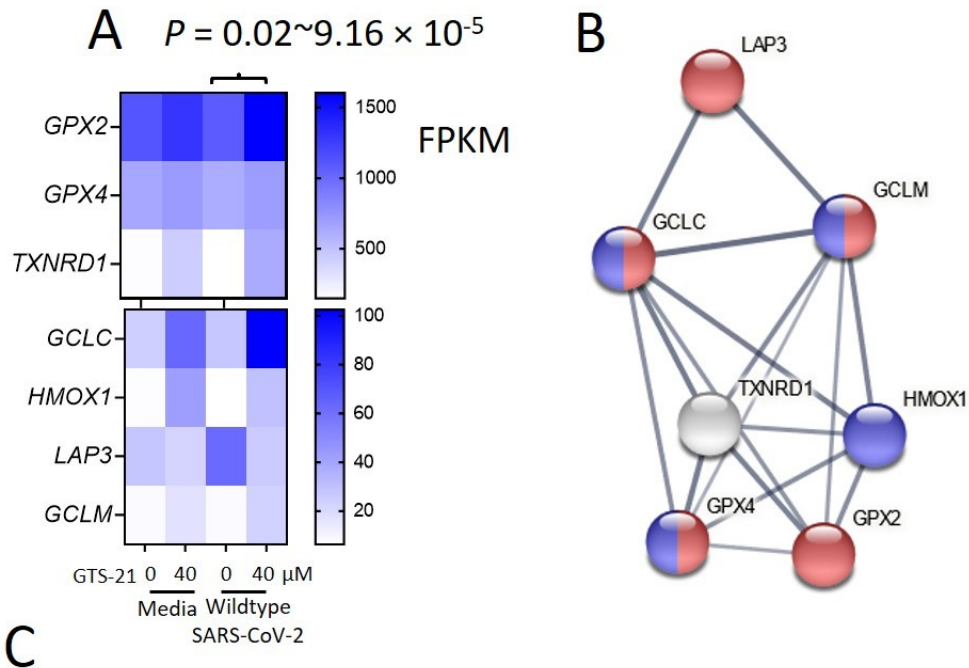 A
P = 0.02~9.16 × 10-5
GPX2
GPX4
TXNRD1
1500
1000
500
FPKM
GCLC
HMOX1
LAP3
GCLM
100
80
60
40
20
GTS-21 0 40 0 40 µM
Media Wildtype
SARS-CoV-2
B
LAP3
GCLM
GCLC
TXNRD1
HMOX1
GPX4
GPX2
C